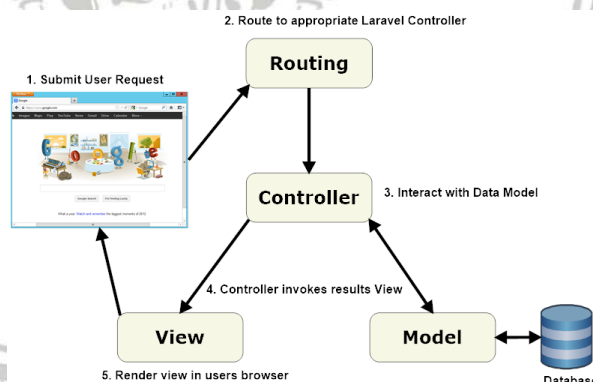 2. Route to appropriate Laravel Controller
Routing
1. Submit User Request
Google
Controller
3. Interact with Data Model
4. Controller invokes results View
View
Model
5. Render view in users browser
Database